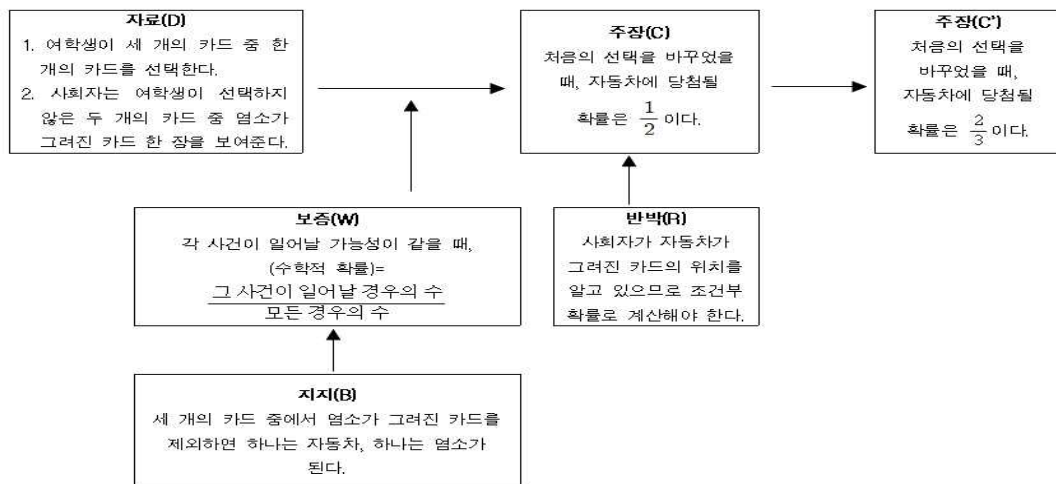 자료(D)
1. 여학생이 세 개의 카드 중 한
개의 카드를 선택한다.
2. 사회자는 여학생이 선택하지
않은 두 개의 카드 중 염소가
그려진 카드 한 장을 보여준다.
주장(C)
처음의 선택을 바꾸었을
때, 자동차에 당첨될
확률은 1/2 이다.
주장(C')
처음의 선택을
바꾸었을 때,
자동차에 당첨될
확률은 2/3 이다.
보증(W)
각 사건이 일어날 가능성이 같을 때,
(수학적 확률)=
그 사건이 일어날 경우의 수
모든 경우의 수
반박(R)
사회자가 자동차가
그려진 카드의 위치를
알고 있으므로 조건부
확률로 계산해야 한다.
지지(B)
세 개의 카드 중에서 염소가 그려진 카드를
제외하면 하나는 자동차, 하나는 염소가
된다.